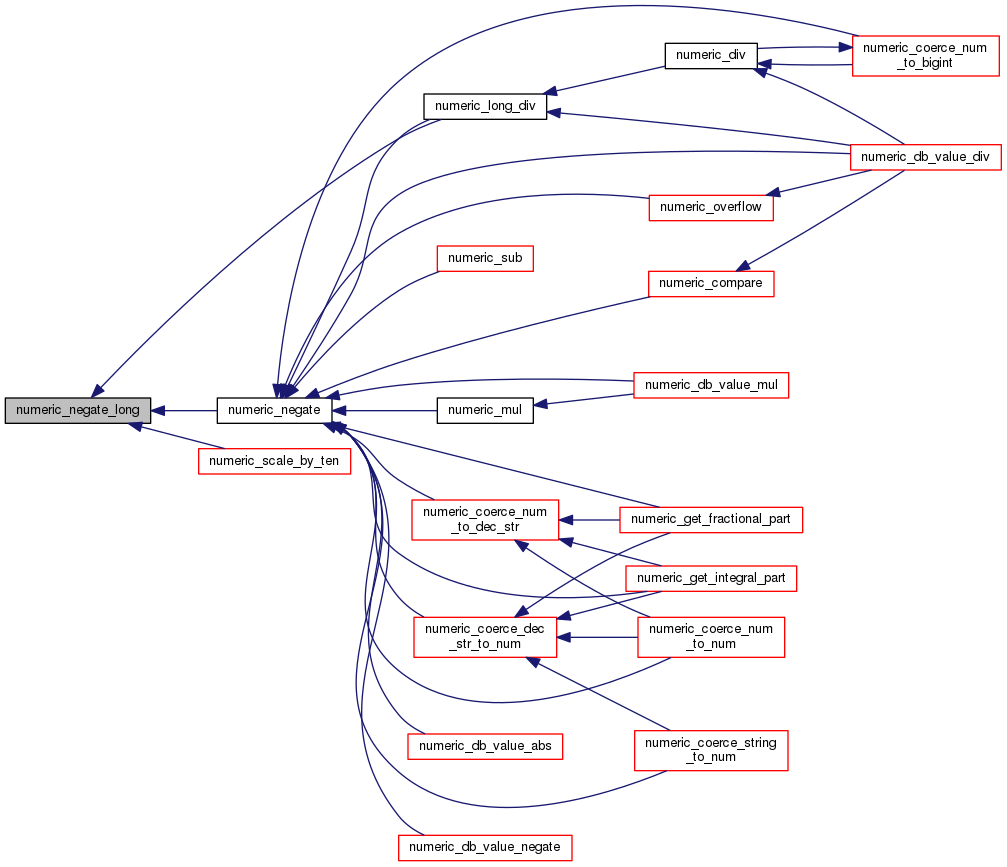 numeric_coerce_num
_to_bigint
numeric_div
numeric_long_div
numeric_db_value_div
numeric_overflow
numeric_sub
numeric_compare
numeric_db_value_mul
numeric_negate_long
numeric_negate
numeric_mul
numeric_scale_by_ten
numeric_coerce_num
_to_dec_str
numeric_get_fractional_part
numeric_get_integral_part
numeric_coerce_dec
_str_to_num
numeric_coerce_num
_to_num
numeric_db_value_abs
numeric_coerce_string
_to_num
numeric_db_value_negate